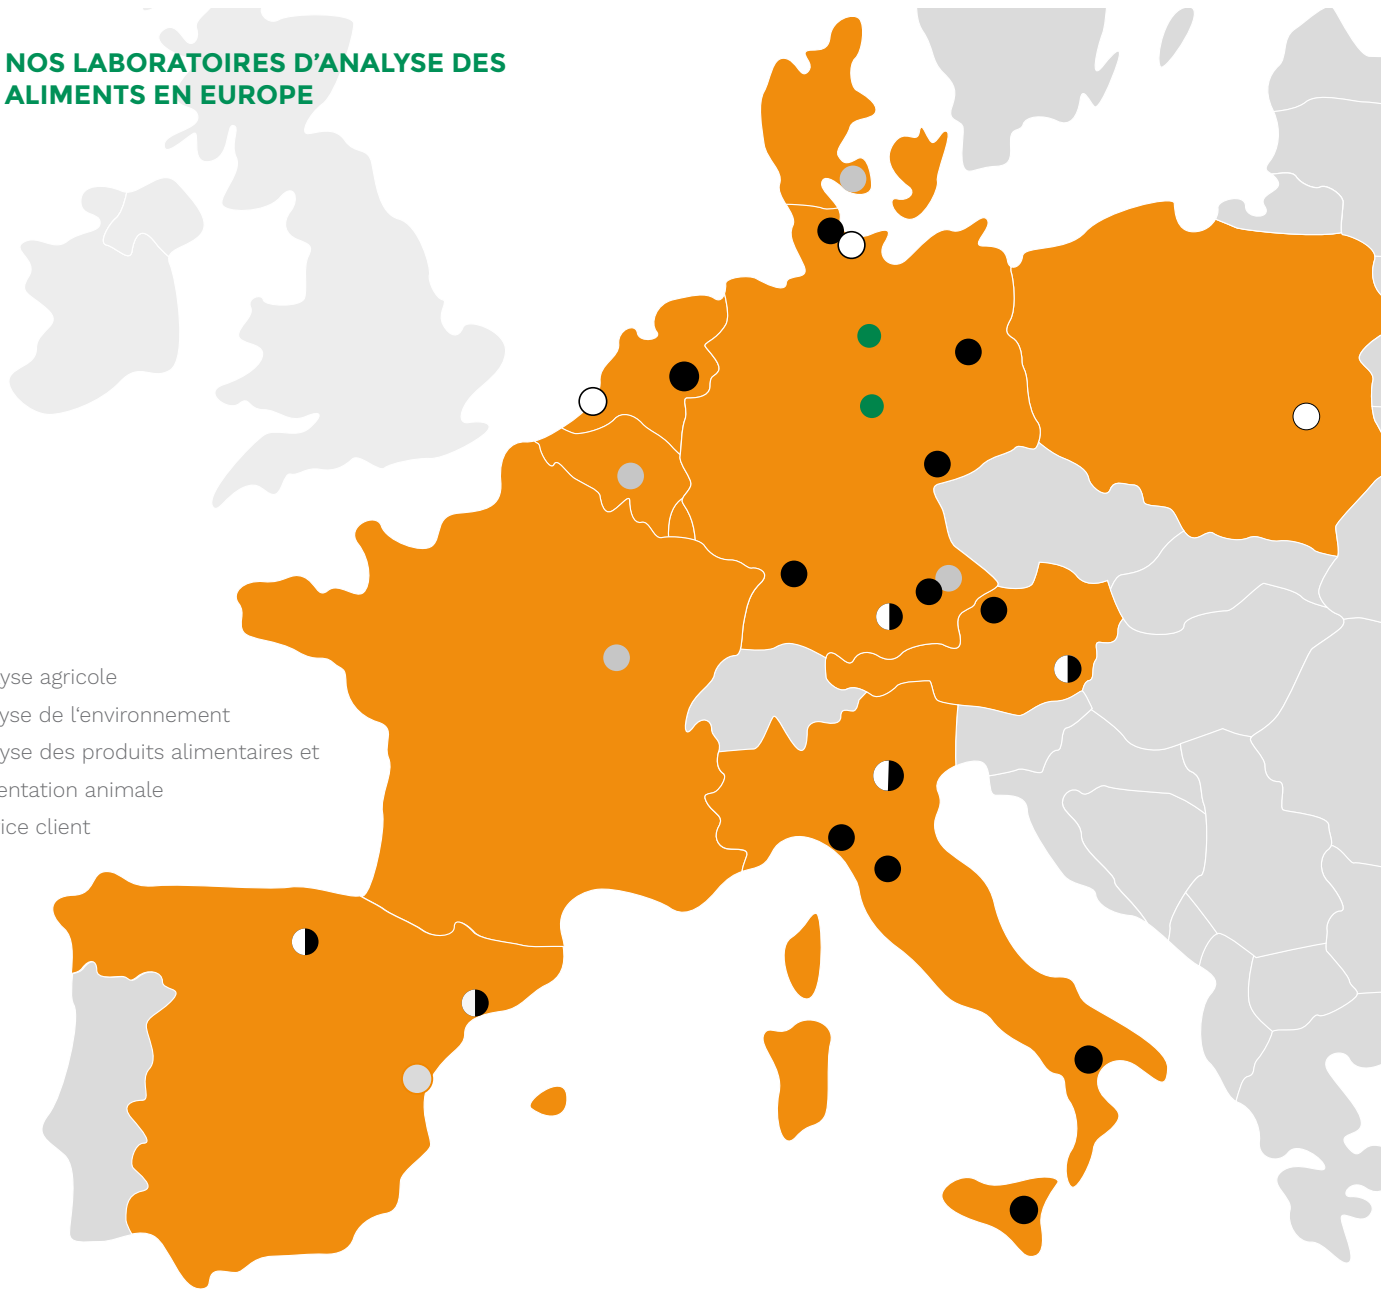 NOS LABORATOIRES D’ANALYSE DES
ALIMENTS EN EUROPE
yse agricole
yse de l‘environnement
yse des produits alimentaires et
entation animale
ice client